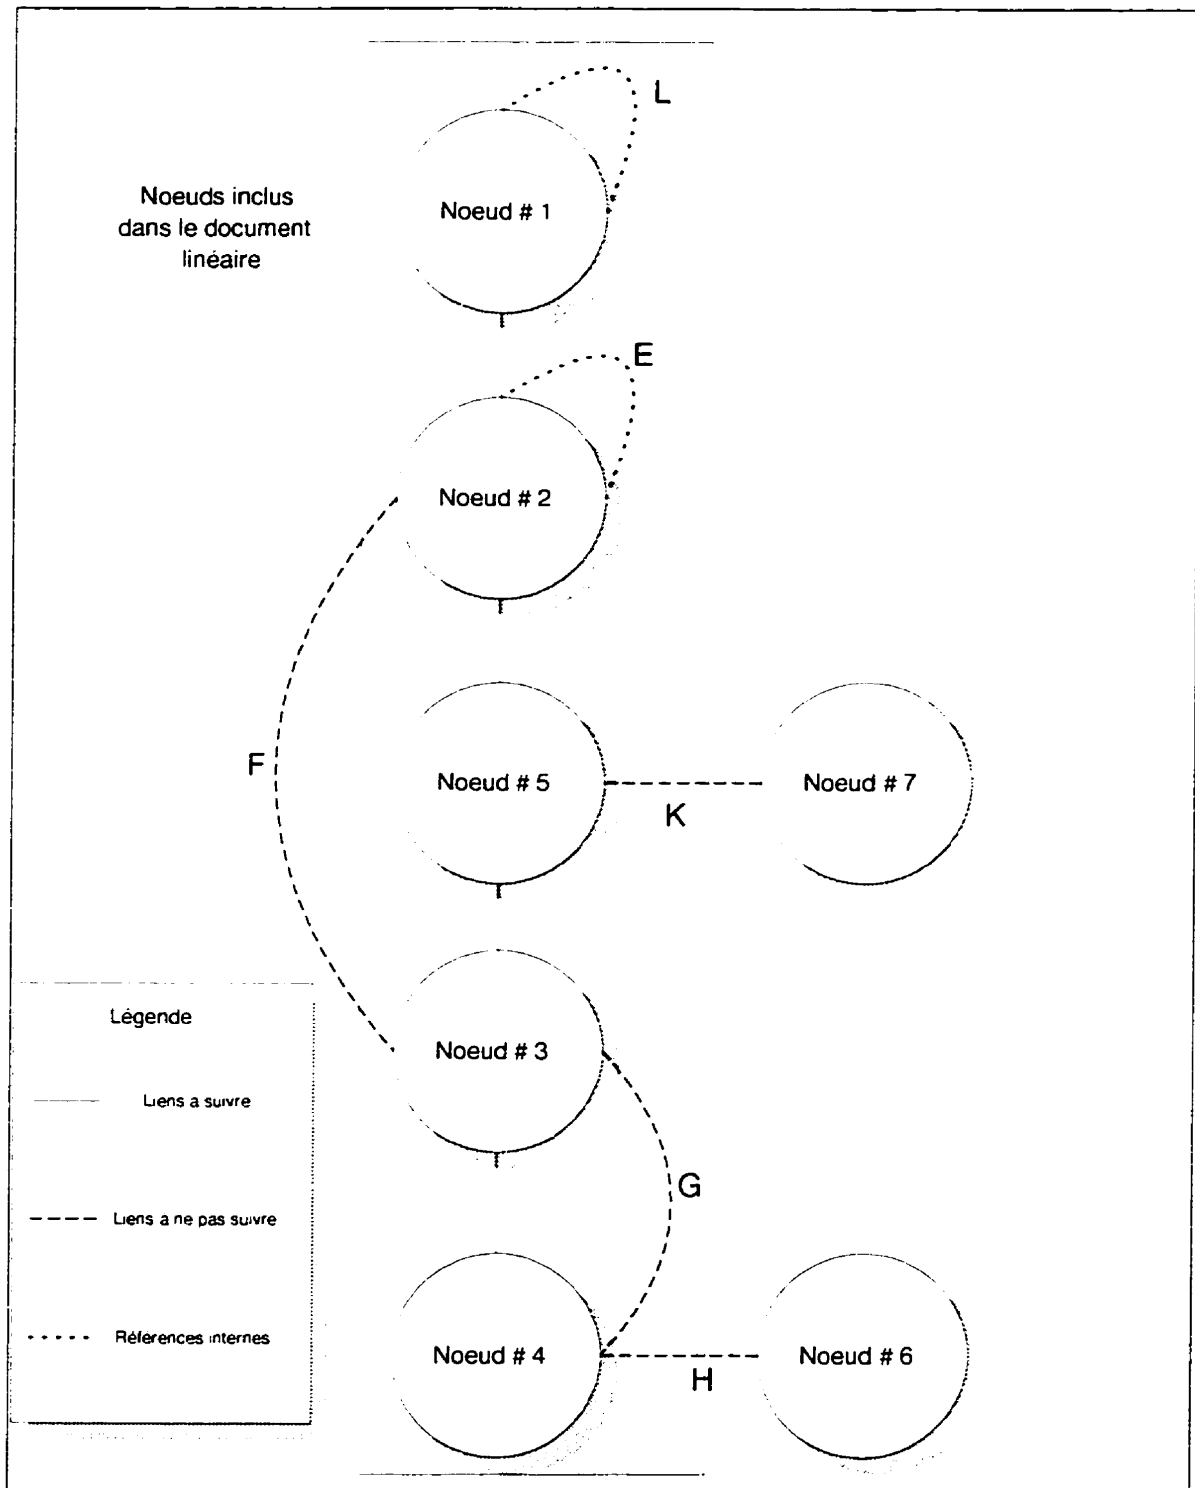 L
Noeuds inclus
dans le document
linéaire
Noeud # 1
E
Noeud # 2
F
Noeud # 5
K
Noeud # 7
Légende
Noeud # 3
Liens a suivre
G
Liens a ne pas suivre
Références internes
Noeud # 4
H
Noeud # 6